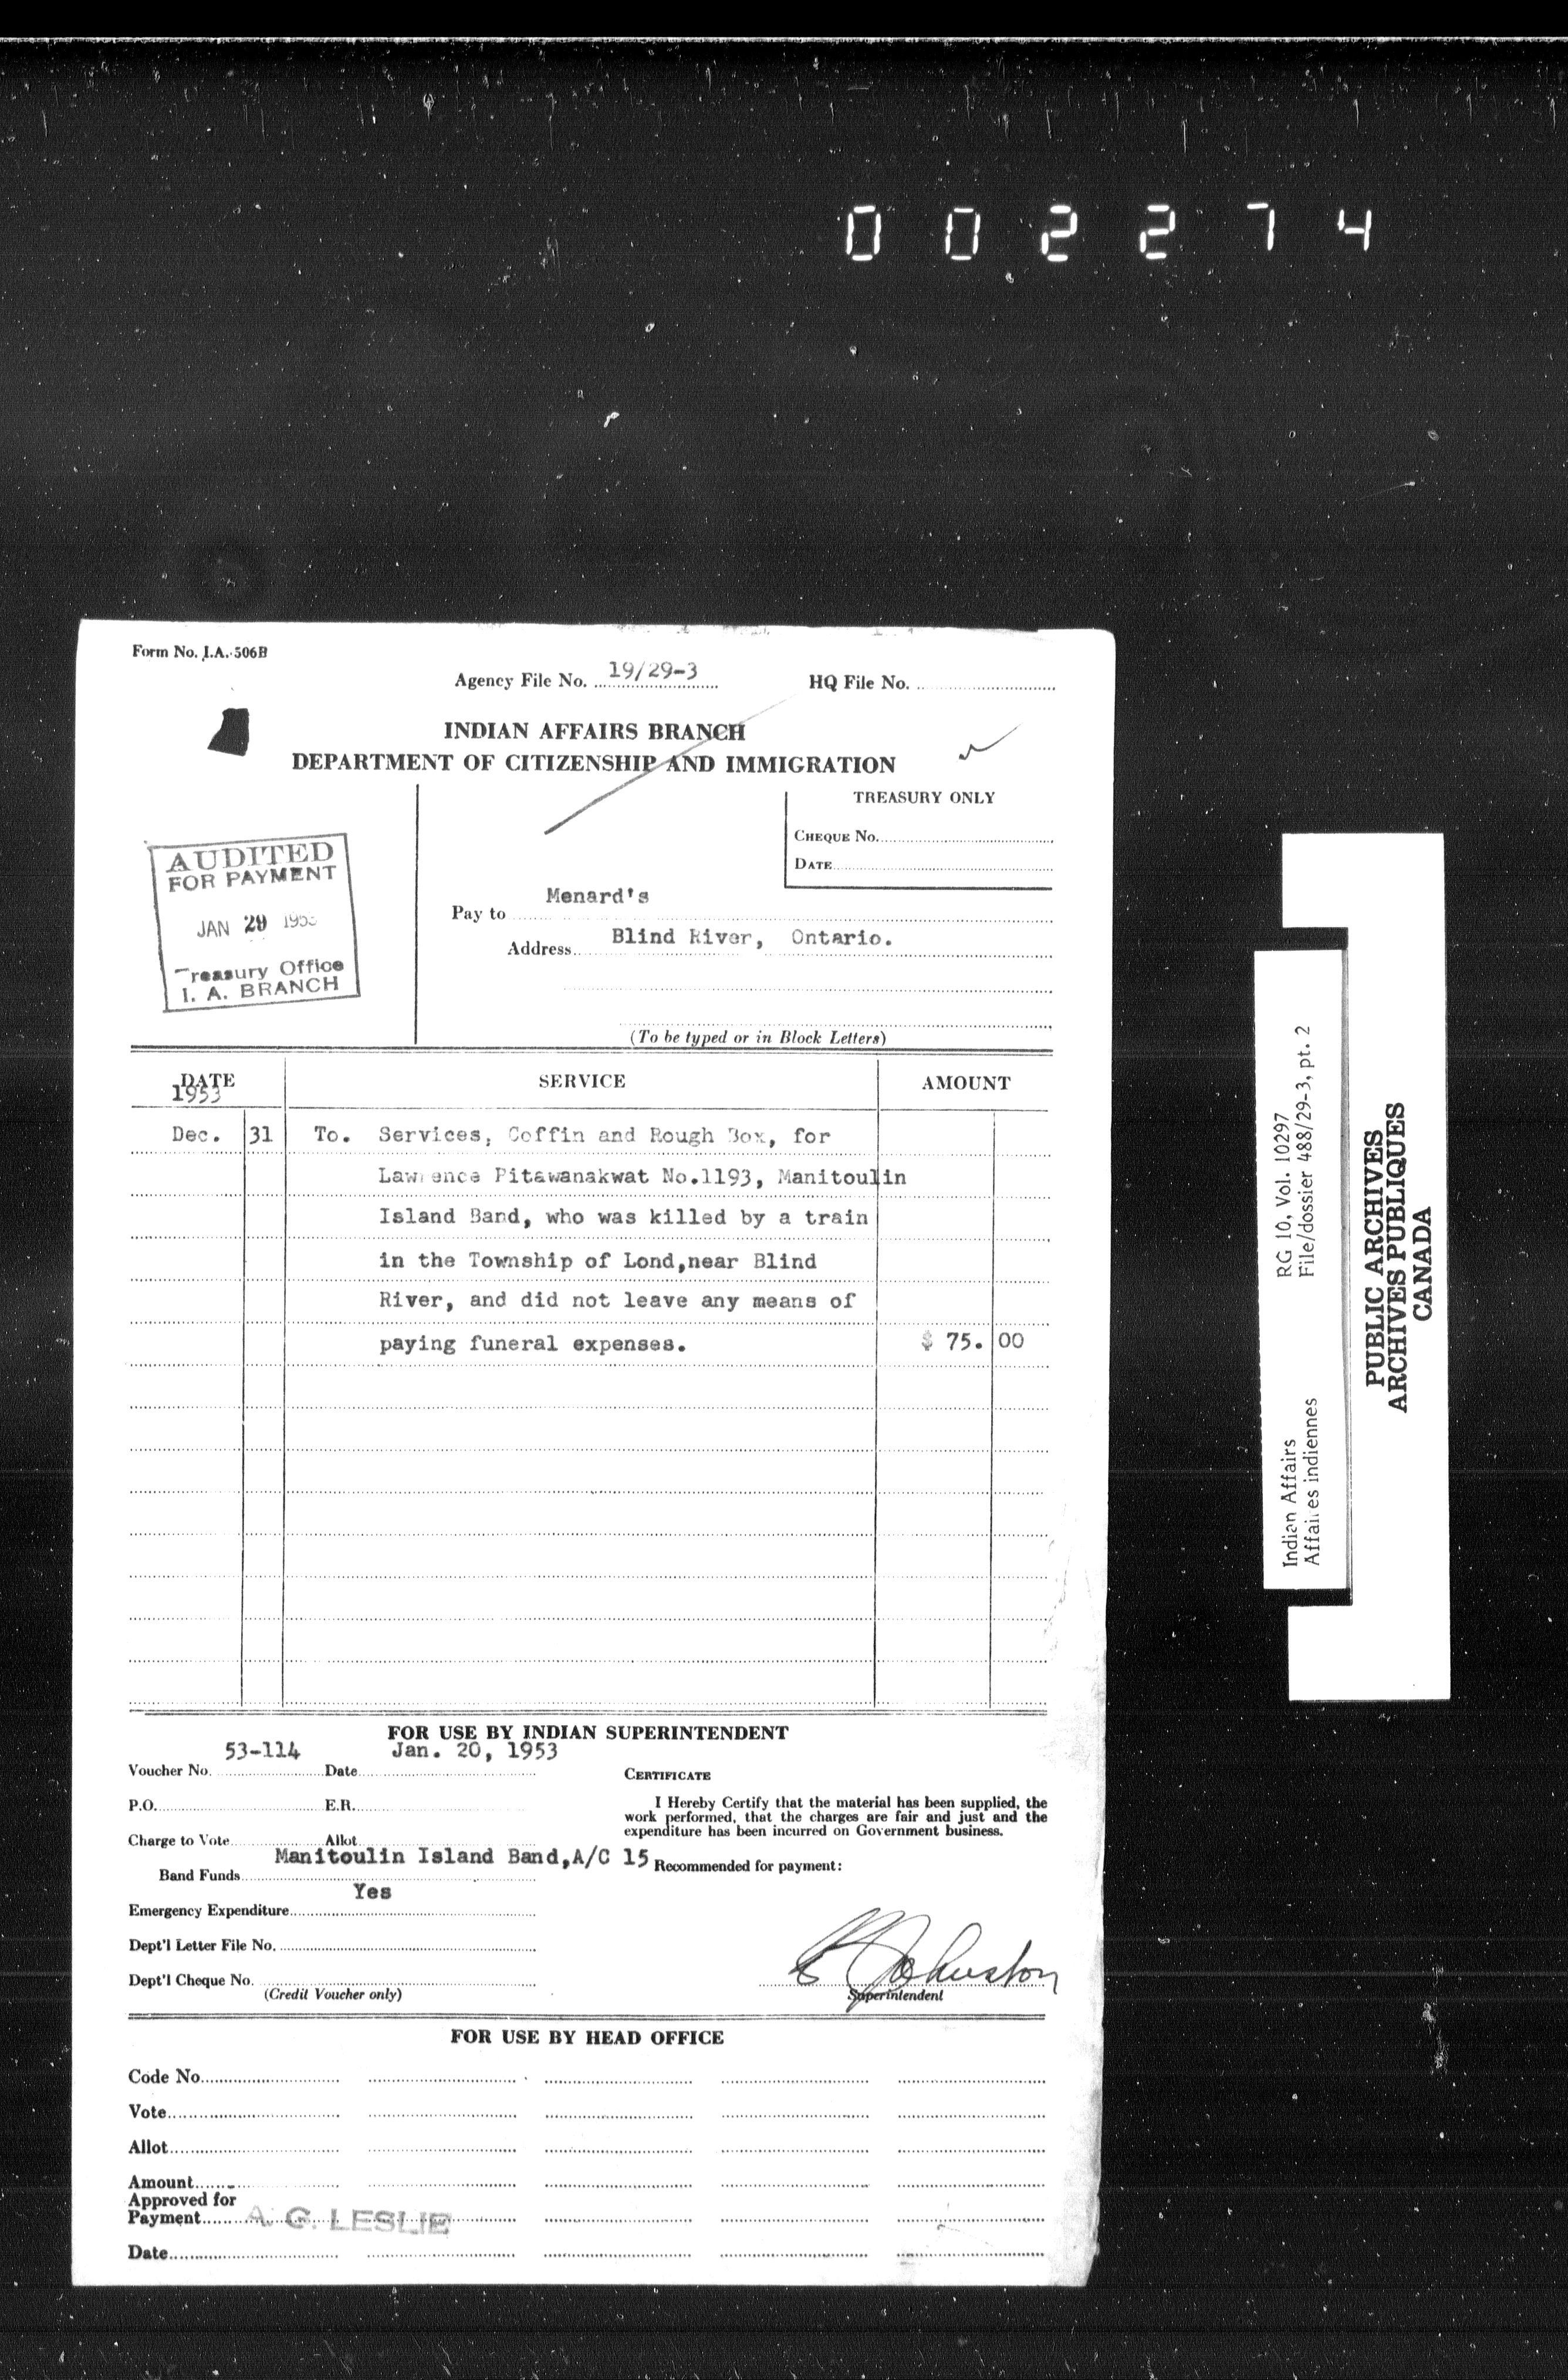 002274
Form No. I.A. 506B
Agency File No. 19/29-3 HQ File No.
INDIAN AFFAIRS BRANCH
DEPARTMENT OF CITIZENSHIP AND IMMIGRATION
TREASURY ONLY
CHEQUE No.
DATE
AUDITED
FOR PAYMENT
JAN 29 1953
Treasury Office
I. A. BRANCH
Pay to Menard's
Address Blind River, Ontario.
(To be typed or in Block Letters)
DATE SERVICE AMOUNT
1953
Dec. 31 To. Services, Coffin and Rough Box, for
Lawrence Pitawanakwat No.1193, Manitoulin
Island Band, who was killed by a train
in the Township of Lond,near Blind
River, and did not leave any means of
paying funeral expenses. $ 75. 00
FOR USE BY INDIAN SUPERINTENDENT
Voucher No. 53-114 Date Jan. 20, 1953
P.O. E.R.
Charge to Vote Allot
Band Funds Manitoulin Island Band,A/C 15
Emergency Expenditure Yes
Dept'l Letter File No.
Dept'l Cheque No.
(Credit Voucher only)
CERTIFICATE
I Hereby Certify that the material has been supplied, the
work performed, that the charges are fair and just and the
expenditure has been incurred on Government business.
Recommended for payment:
Johnston
Superintendent
FOR USE BY HEAD OFFICE
Code No.
Vote
Allot
Amount
Approved for
Payment A. G. LESLIE
Date
Indian Affairs RG 10, Vol. 10297
Affaires indiennes File/dossier 488/29-3, pt. 2
PUBLIC ARCHIVES
ARCHIVES PUBLIQUES
CANADA